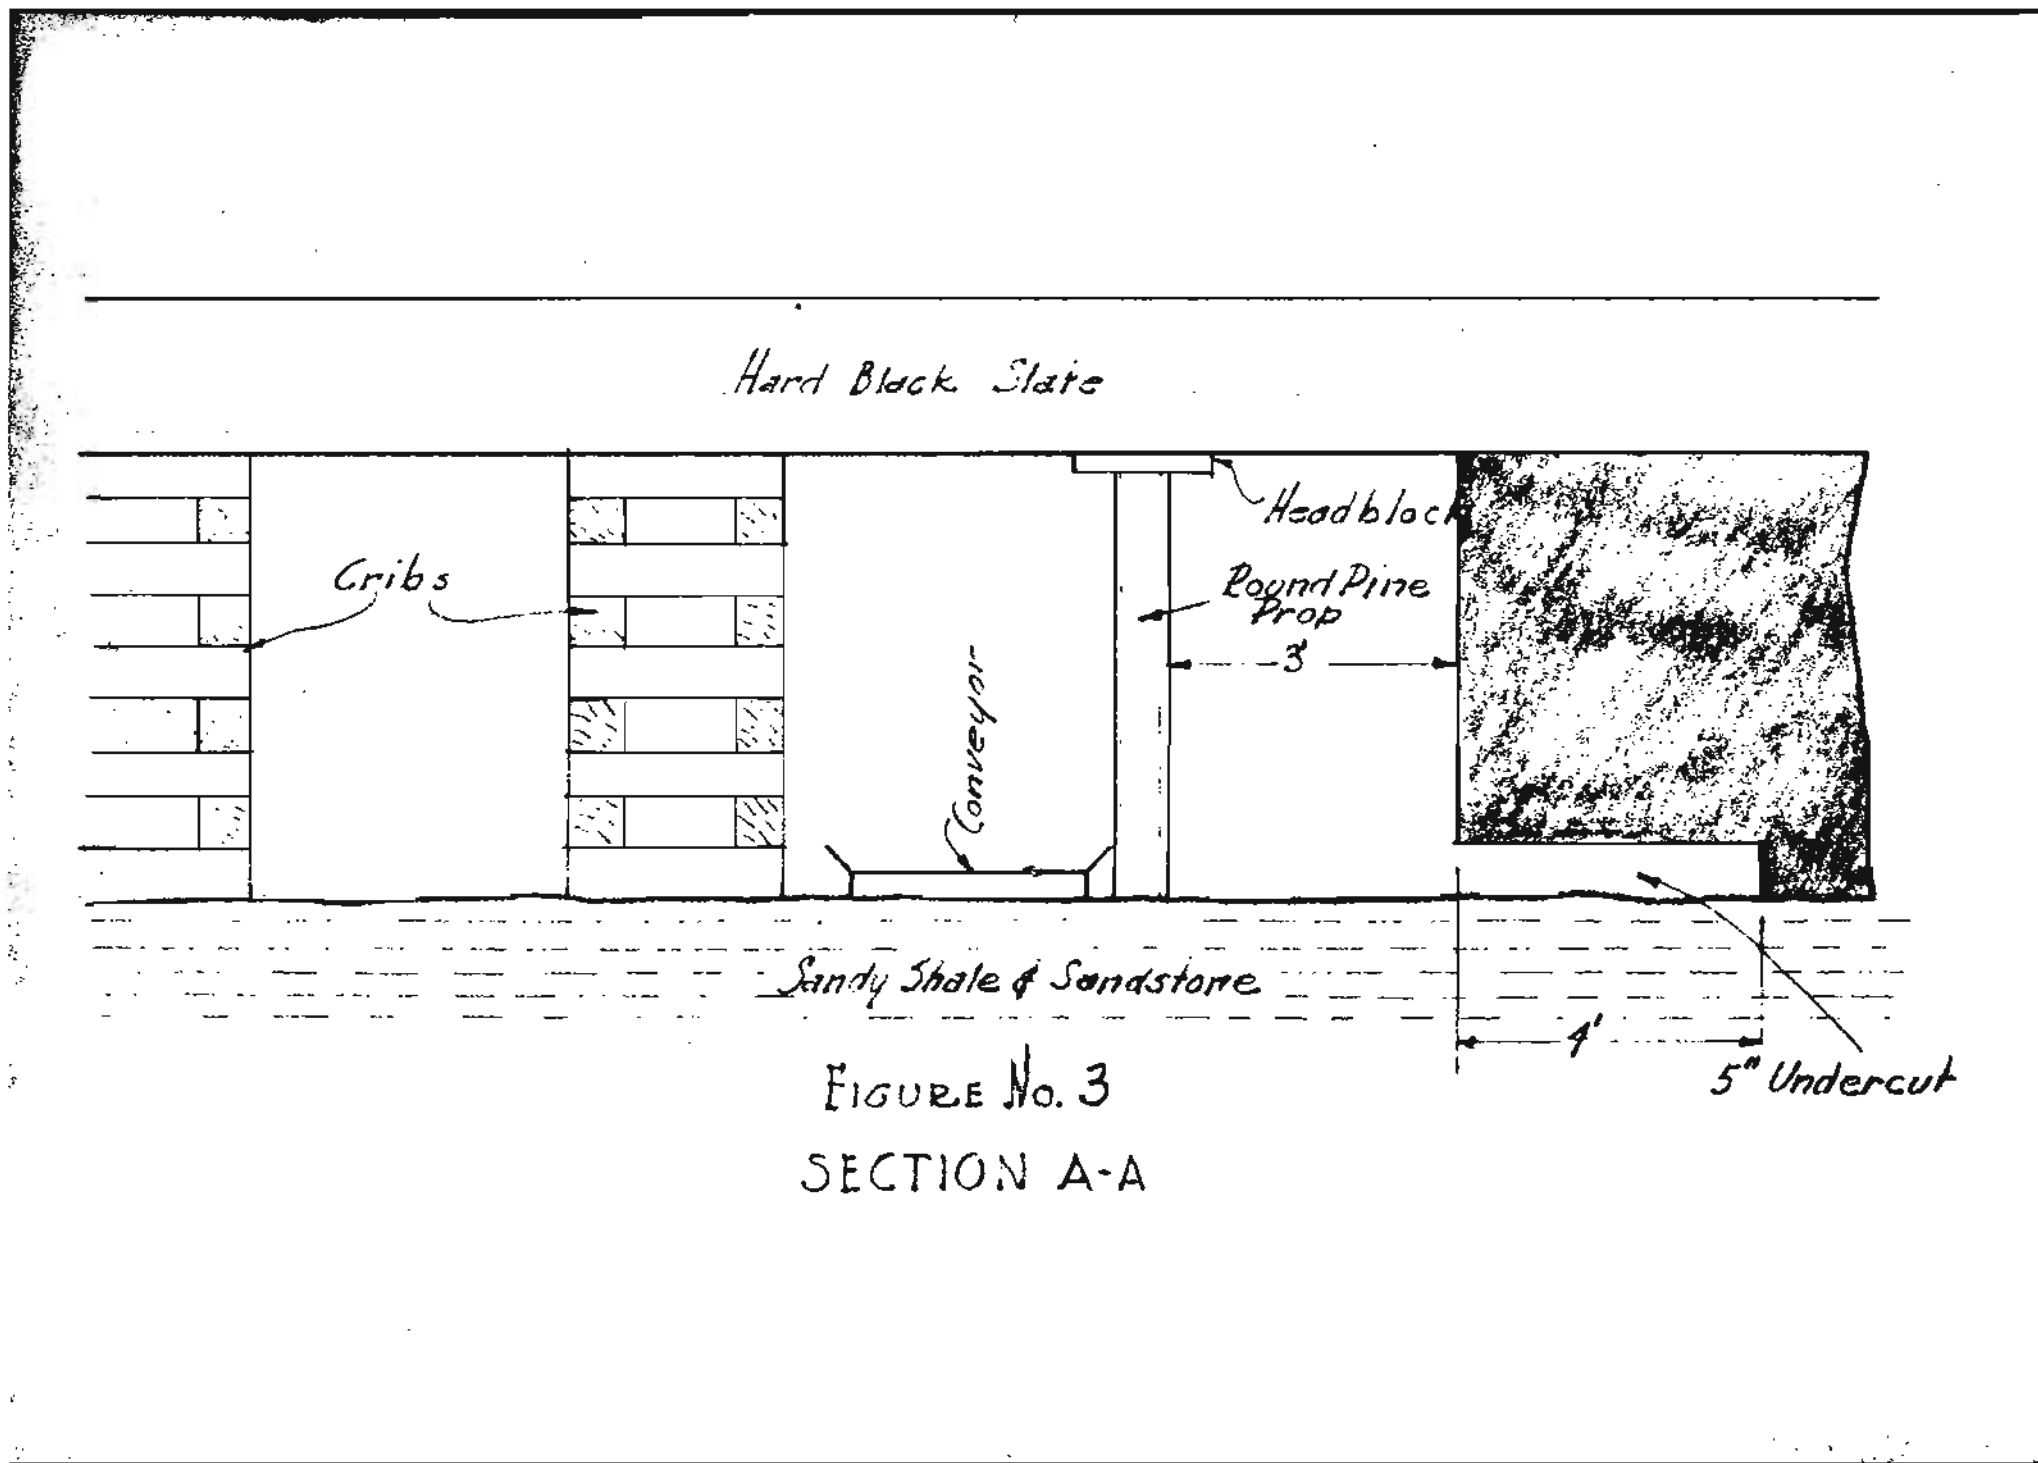 Hard Black Slate
Headblock
Cribs
Round Pine
Prop
3'
Conveyor
Sandy Shale & Sandstone
4'
5" Undercut
FIGURE No. 3
SECTION A-A